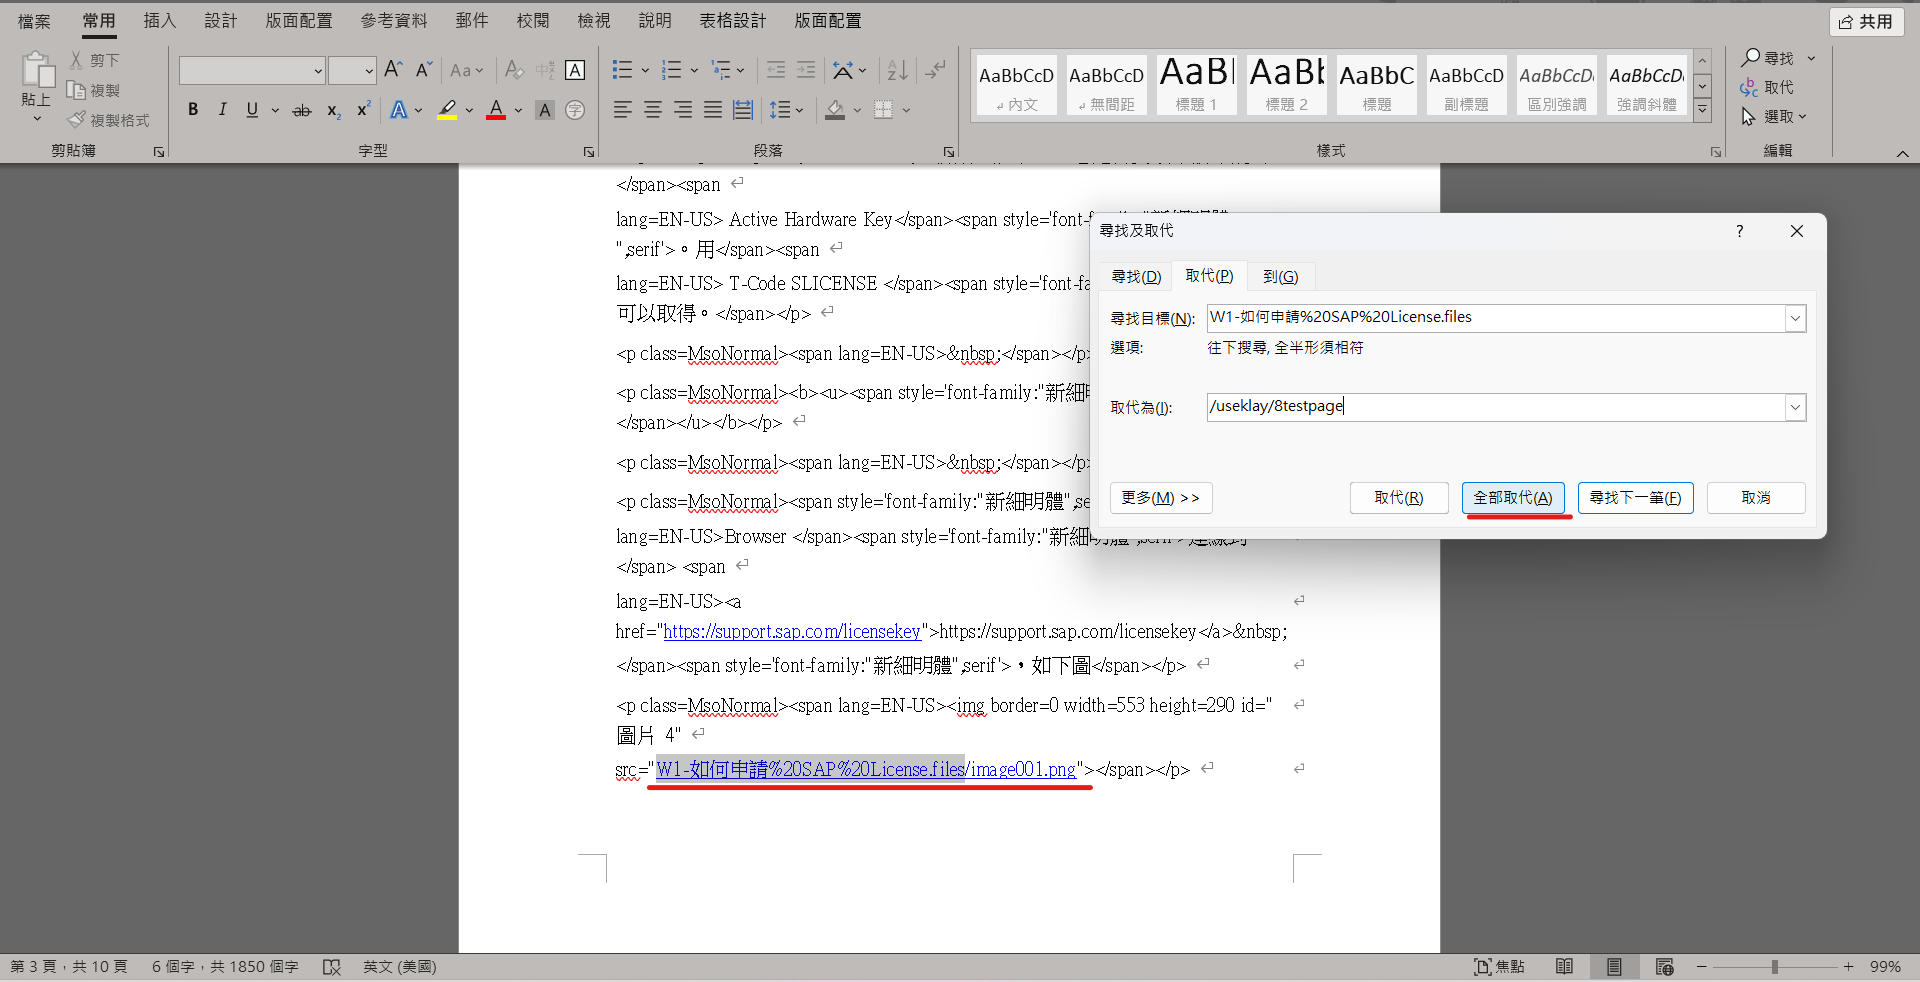 檔案 常用 插入 設計 版面配置 參考資料 郵件 校閱 檢視 說明 表格設計 版面配置 共用
貼上 剪下 複製 複製格式
剪貼簿
B I U ab x₂ x² A A A 字
字型
段落
AaBbCcD AaBbCcD AaBl AaBb AaBbC AaBbCcD AaBbCcD AaBbCcD
內文 無間距 標題 1 標題 2 標題 副標題 區別強調 強調斜體
樣式
尋找
取代
選取
編輯
</span><span
lang=EN-US> Active Hardware Key</span><span style='font-f
",serif'>。用</span><span
lang=EN-US> T-Code SLICENSE </span><span style='font-fa
可以取得。</span></p>
<p class=MsoNormal><span lang=EN-US>&nbsp;</span></p>
<p class=MsoNormal><b><u><span style='font-family:"新細明
</span></u></b></p>
<p class=MsoNormal><span lang=EN-US>&nbsp;</span></p>
<p class=MsoNormal><span style='font-family:"新細明體",se
lang=EN-US>Browser </span><span style='font-family:"新細明體",serif'>連線到
</span> <span
lang=EN-US><a
href="https://support.sap.com/licensekey">https://support.sap.com/licensekey</a>&nbsp;
</span><span style='font-family:"新細明體",serif'>，如下圖</span></p>
<p class=MsoNormal><span lang=EN-US><img border=0 width=553 height=290 id="
圖片 4"
src="W1-如何申請%20SAP%20License.files/image001.png"></span></p>
尋找及取代 ?
尋找(D) 取代(P) 到(G)
尋找目標(N): W1-如何申請%20SAP%20License.files
選項: 往下搜尋, 全半形須相符
取代為(I): /useklay/8testpage
更多(M) >> 取代(R) 全部取代(A) 尋找下一筆(F) 取消
第 3 頁，共 10 頁 6 個字，共 1850 個字 英文 (美國) 焦點 99%